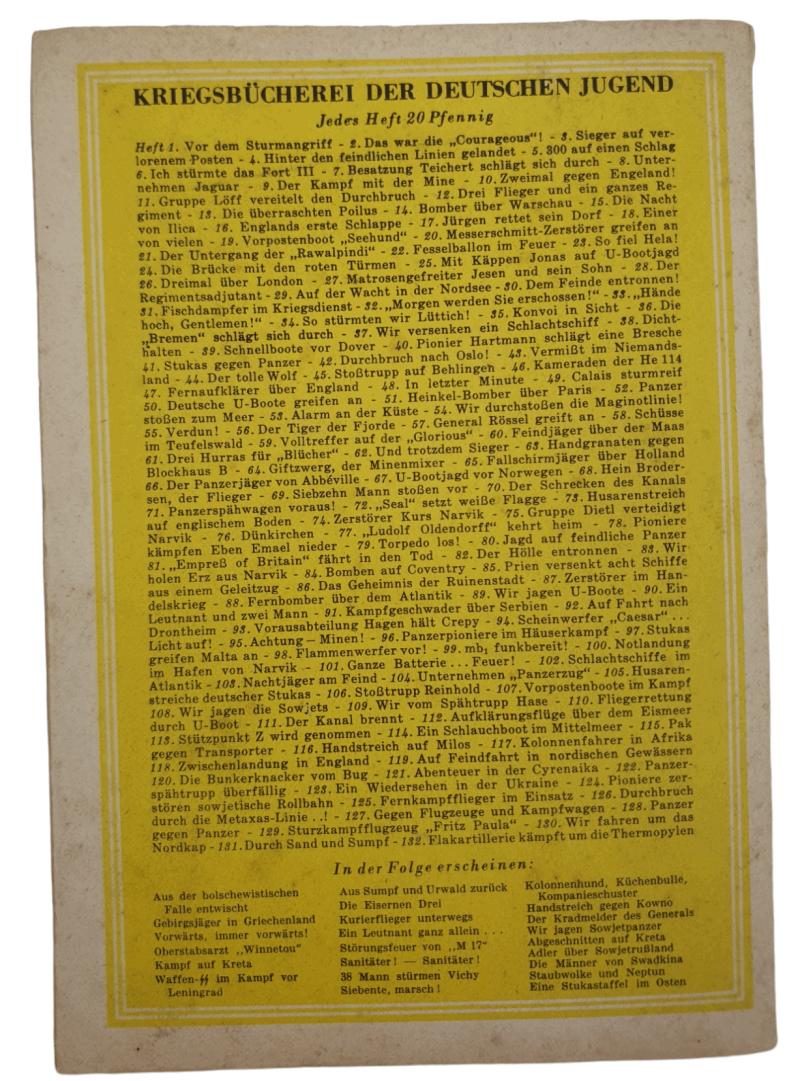 KRIEGSBÜCHEREI DER DEUTSCHEN JUGEND
Jedes Heft 20 Pfennig
Heft 1. Vor dem Sturmangriff - 2. Das war die „Courageous“! - 3. Sieger auf ver-
lorenem Posten - 4. Hinter den feindlichen Linien gelandet - 5. 300 auf einen Schlag
6. Ich stürmte das Fort III - 7. Besatzung Teichert schlägt sich durch - 8. Unter-
nehmen Jaguar - 9. Der Kampf mit der Mine - 10. Zweimal gegen Engeland!
11. Gruppe Löff vereitelt den Durchbruch - 12. Drei Flieger und ein ganzes Re-
giment - 13. Die überraschten Poilus - 14. Bomber über Warschau - 15. Die Nacht
von Ilica - 16. Englands erste Schlappe - 17. Jürgen rettet sein Dorf - 18. Einer
von vielen - 19. Vorpostenboot „Seehund“ - 20. Messerschmitt-Zerstörer greifen an
21. Der Untergang der „Rawalpindi“ - 22. Fesselballon im Feuer - 23. So fiel Hela!
24. Die Brücke mit den roten Türmen - 25. Mit Käppen Jonas auf U-Bootjagd
26. Dreimal über London - 27. Matrosengefreiter Jesen und sein Sohn - 28. Der
Regimentsadjutant - 29. Auf der Wacht in der Nordsee - 30. Dem Feinde entronnen!
31. Fischdampfer im Kriegsdienst - 32. „Morgen werden Sie erschossen!“ - 33. „Hände
hoch, Gentlemen!“ - 34. So stürmten wir Lüttich! - 35. Konvoi in Sicht - 36. Die
„Bremen“ schlägt sich durch - 37. Wir versenken ein Schlachtschiff - 38. Dicht-
halten - 39. Schnellboote vor Dover - 40. Pionier Hartmann schlägt eine Bresche
41. Stukas gegen Panzer - 42. Durchbruch nach Oslo! - 43. Vermißt im Niemands-
land - 44. Der tolle Wolf - 45. Stoßtrupp auf Behlingen - 46. Kameraden der He 114
47. Fernaufklärer über England - 48. In letzter Minute - 49. Calais sturmreif
50. Deutsche U-Boote greifen an - 51. Heinkel-Bomber über Paris - 52. Panzer
stoßen zum Meer - 53. Alarm an der Küste - 54. Wir durchstoßen die Maginotlinie!
55. Verdun! - 56. Der Tiger der Fjorde - 57. General Rössel greift an - 58. Schüsse
im Teufelswald - 59. Volltreffer auf der „Glorious“ - 60. Feindjäger über der Maas
61. Drei Hurras für „Blücher“ - 62. Und trotzdem Sieger - 63. Handgranaten gegen
Blockhaus B - 64. Giftzwerg, der Minenmixer - 65. Fallschirmjäger über Holland
66. Der Panzerjäger von Abbéville - 67. U-Bootjagd vor Norwegen - 68. Hein Broder-
sen, der Flieger - 69. Siebzehn Mann stoßen vor - 70. Der Schrecken des Kanals
71. Panzerspähwagen voraus! - 72. „Seal“ setzt weiße Flagge - 73. Husarenstreich
auf englischem Boden - 74. Zerstörer Kurs Narvik - 75. Gruppe Dietl verteidigt
Narvik - 76. Dünkirchen - 77. „Ludolf Oldendorff“ kehrt heim - 78. Pioniere
kämpfen Eben Emael nieder - 79. Torpedo los! - 80. Jagd auf feindliche Panzer
81. „Empreß of Britain“ fährt in den Tod - 82. Der Hölle entronnen - 83. Wir
holen Erz aus Narvik - 84. Bomben auf Coventry - 85. Prien versenkt acht Schiffe
aus einem Geleitzug - 86. Das Geheimnis der Ruinenstadt - 87. Zerstörer im Han-
delskrieg - 88. Fernbomber über dem Atlantik - 89. Wir jagen U-Boote - 90. Ein
Leutnant und zwei Mann - 91. Kampfgeschwader über Serbien - 92. Auf Fahrt nach
Drontheim - 93. Vorausabteilung Hagen hält Crepy - 94. Scheinwerfer „Caesar“ ...
Licht auf! - 95. Achtung — Minen! - 96. Panzerpioniere im Häuserkampf - 97. Stukas
greifen Malta an - 98. Flammenwerfer vor! - 99. mb1 funkbereit! - 100. Notlandung
im Hafen von Narvik - 101. Ganze Batterie ... Feuer! - 102. Schlachtschiffe im
Atlantik - 103. Nachtjäger am Feind - 104. Unternehmen „Panzerzug“ - 105. Husaren-
streiche deutscher Stukas - 106. Stoßtrupp Reinhold - 107. Vorpostenboote im Kampf
108. Wir jagen die Sowjets - 109. Wir vom Spähtrupp Hase - 110. Fliegerrettung
durch U-Boot - 111. Der Kanal brennt - 112. Aufklärungsflüge über dem Eismeer
113. Stützpunkt Z wird genommen - 114. Ein Schlauchboot im Mittelmeer - 115. Pak
gegen Transporter - 116. Handstreich auf Milos - 117. Kolonnenfahrer in Afrika
118. Zwischenlandung in England - 119. Auf Feindfahrt in nordischen Gewässern
120. Die Bunkerknacker vom Bug - 121. Abenteuer in der Cyrenaika - 122. Panzer-
spähtrupp überfällig - 123. Ein Wiedersehen in der Ukraine - 124. Pioniere zer-
stören sowjetische Rollbahn - 125. Fernkampfflieger im Einsatz - 126. Durchbruch
durch die Metaxas-Linie ..! - 127. Gegen Flugzeuge und Kampfwagen - 128. Panzer
gegen Panzer - 129. Sturzkampfflugzeug „Fritz Paula“ - 130. Wir fahren um das
Nordkap - 131. Durch Sand und Sumpf - 132. Flakartillerie kämpft um die Thermopylen
In der Folge erscheinen:
Aus der bolschewistischen
Falle entwischt
Gebirgsjäger in Griechenland
Vorwärts, immer vorwärts!
Oberstabsarzt „Winnetou“
Kampf auf Kreta
Waffen-ᛋᛋ im Kampf vor
Leningrad
Aus Sumpf und Urwald zurück
Die Eisernen Drei
Kurierflieger unterwegs
Ein Leutnant ganz allein ...
Störungsfeuer von „M 17“
Sanitäter! — Sanitäter!
38 Mann stürmen Vichy
Siebente, marsch!
Kolonnenhund, Küchenbulle,
Kompanieschuster
Handstreich gegen Kowno
Der Kradmelder des Generals
Wir jagen Sowjetpanzer
Abgeschnitten auf Kreta
Adler über Sowjetrußland
Die Männer von Swadkina
Staubwolke und Neptun
Eine Stukastaffel im Osten